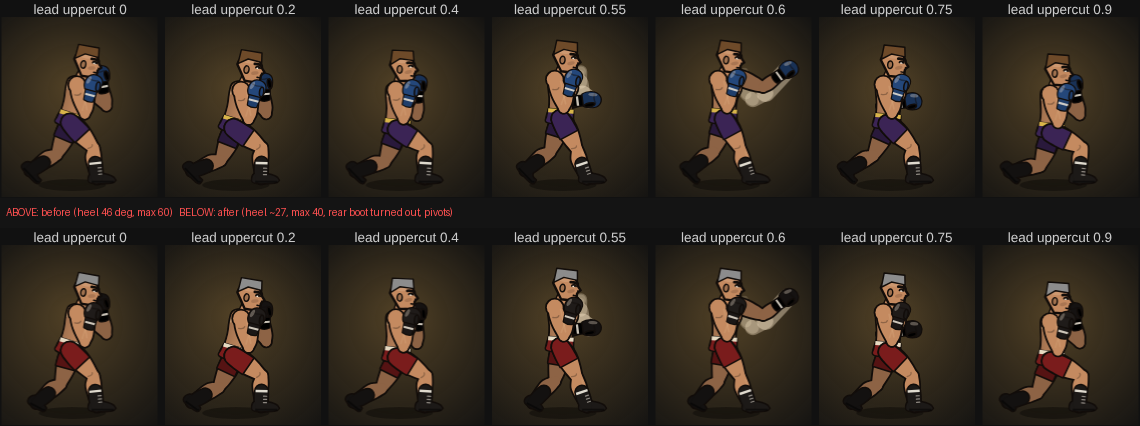 lead uppercut 0 lead uppercut 0.2 lead uppercut 0.4 lead uppercut 0.55 lead uppercut 0.6 lead uppercut 0.75 lead uppercut 0.9
ABOVE: before (heel 46 deg, max 60) BELOW: after (heel ~27, max 40, rear boot turned out, pivots)
lead uppercut 0 lead uppercut 0.2 lead uppercut 0.4 lead uppercut 0.55 lead uppercut 0.6 lead uppercut 0.75 lead uppercut 0.9